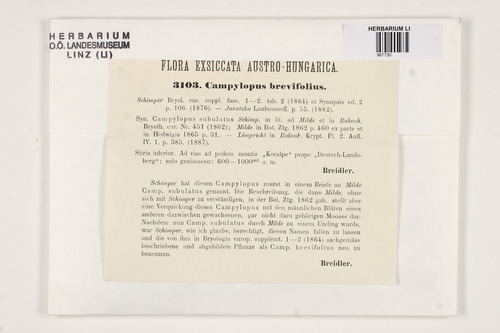 HERBARIUM
O.Ö. LANDESMUSEUM
LINZ (LI)
HERBARIUM LI
867730
FLORA EXSICCATA AUSTRO-HUNGARICA.
3103. Campylopus brevifolius.
Schimper Bryol. eur. suppl. fasc. 1—2. tab. 2 (1864) et Synopsis ed. 2
p. 106. (1876). — Juratzka Laubmoosfl. p. 55. (1882).
Syn. Campylopus subulatus Schimp. in lit. ad Milde et in Rabenh.
Bryoth. eur. Nr. 451 (1862); Milde in Bot. Ztg. 1862 p. 460 ex parte et
in Hedwigia 1865 p. 31. — Limpricht in Rabenh. Krypt. Fl. 2. Aufl.
IV. 1. p. 385. (1887).
Stiria inferior. Ad vias ad pedem montis „Koralpe“ prope „Deutsch-Lands-
berg“; solo gneissaceo; 600—1000mt s. m.
Breidler.
Schimper hat diesen Campylopus zuerst in einem Briefe an Milde
Camp. subulatus genannt. Die Beschreibung, die dann Milde, ohne
sich mit Schimper zu verständigen, in der Bot. Ztg. 1862 gab, stellt aber
eine Verquickung dieses Campylopus mit den männlichen Blüten eines
anderen dazwischen gewachsenen, gar nicht dazu gehörigen Mooses dar.
Nachdem nun Camp. subulatus durch Milde zu einem Unding wurde,
war Schimper, wie ich glaube, berechtigt, diesen Namen fallen zu lassen
und die von ihm in Bryologia europ. supplement. 1—2 (1864) sachgemäss
beschriebene und abgebildete Pflanze als Camp. brevifolius neu zu
benennen.
Breidler.